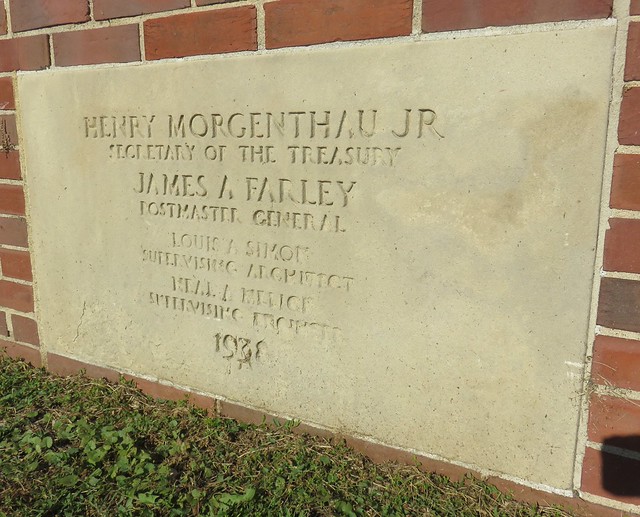 HENRY MORGENTHAU JR
SECRETARY OF THE TREASURY
JAMES A FARLEY
POSTMASTER GENERAL
LOUIS A SIMON
SUPERVISING ARCHITECT
NEAL A MELICK
SUPERVISING ENGINEER
1938